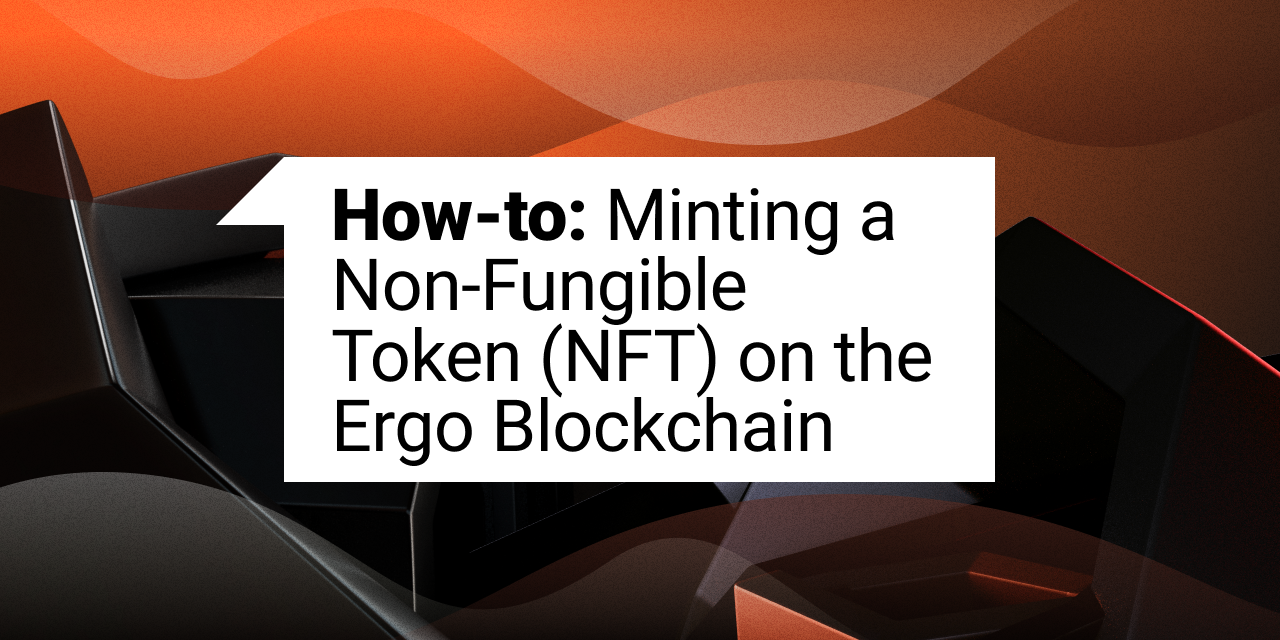 How-to: Minting a
Non-Fungible
Token (NFT) on the
Ergo Blockchain